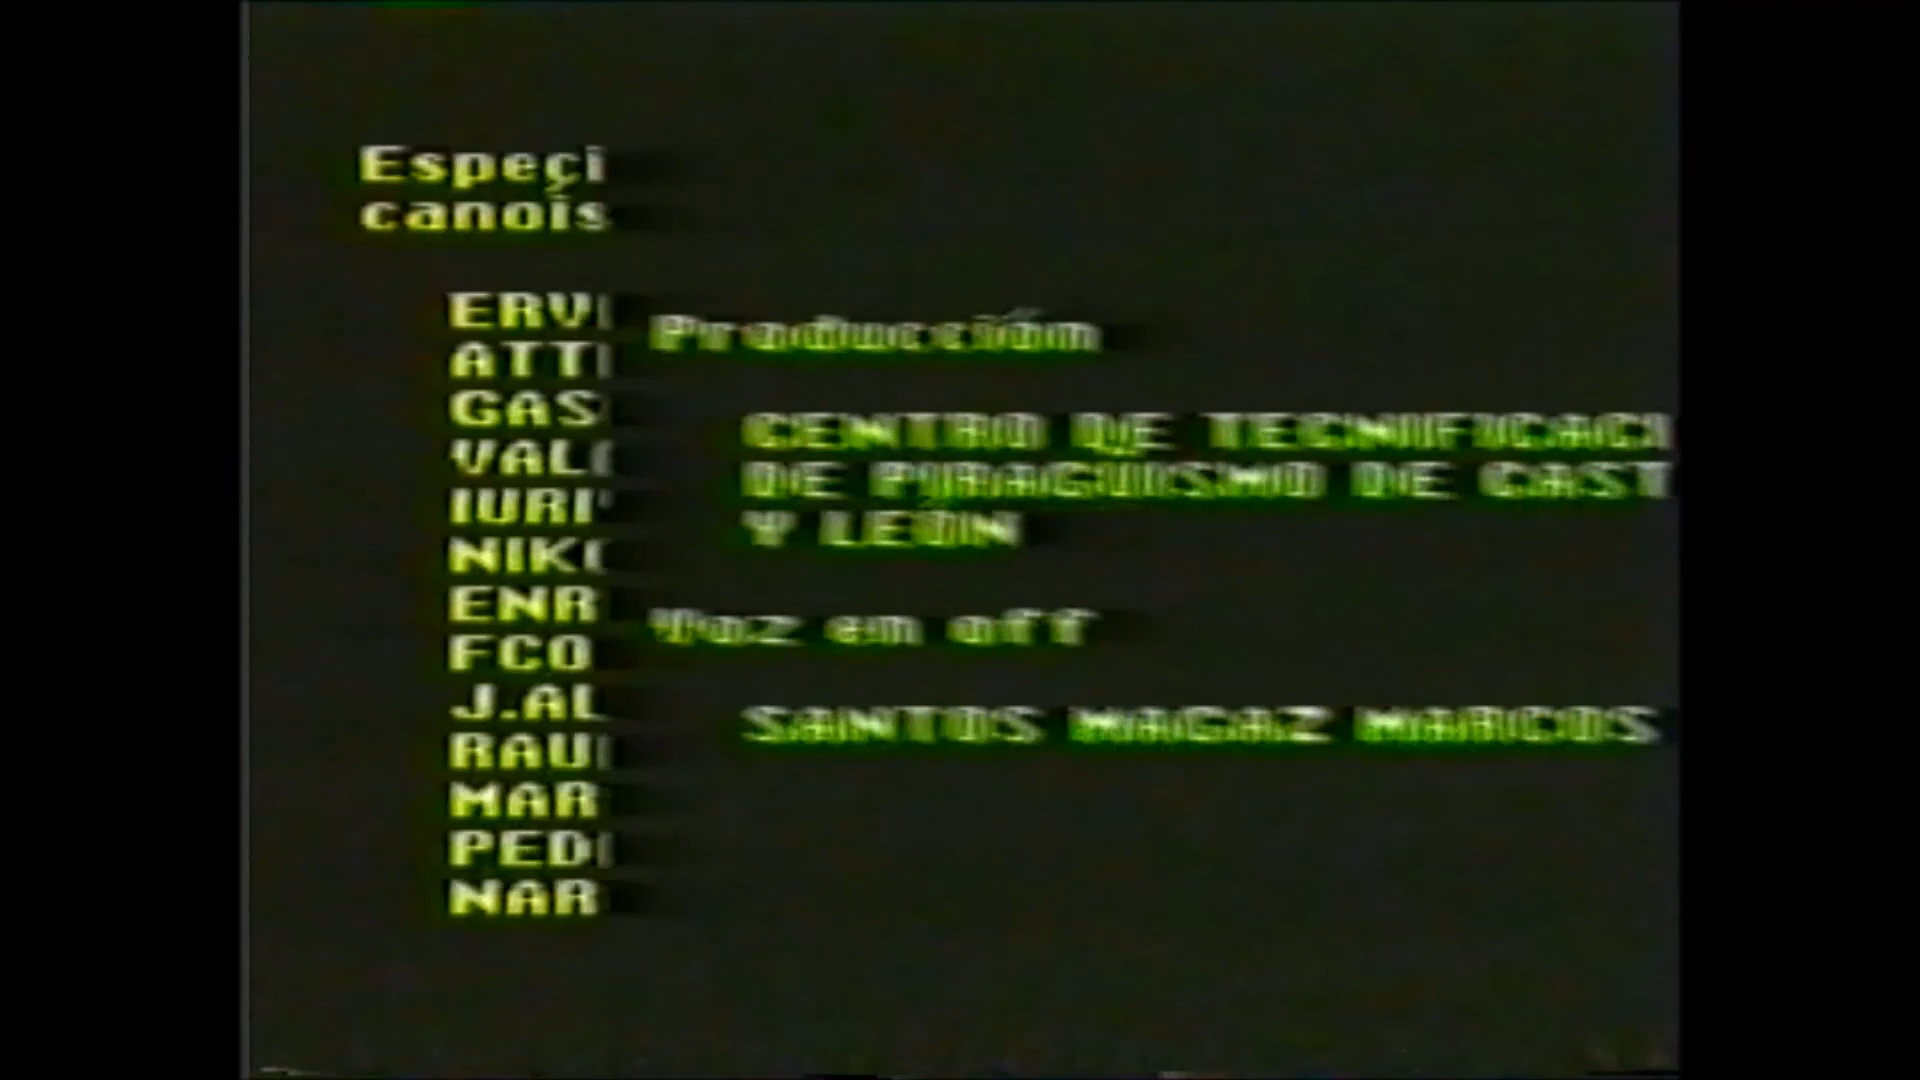 Especi
canois
ERV
ATT
GAS
VAL
IURI
NIK
ENR
FCO
J.AL
RAU
MAR
PED
NAR
Producción
CENTRO DE TECNIFICACI
DE PIRAGUISMO DE CAST
Y LEON
Voz en off
SANTOS MAGAZ MARCOS